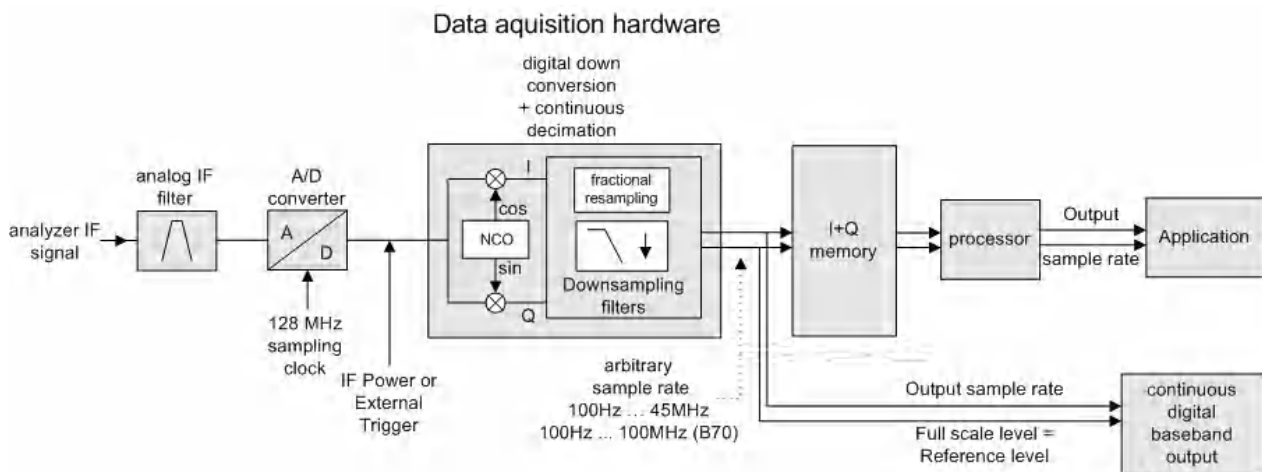 Data aquisition hardware
digital down
conversion
+ continuous
decimation
analog IF
filter
A/D
converter
analyzer IF
signal
A
D
128 MHz
sampling
clock
IF Power or
External
Trigger
I
cos
NCO
sin
Q
fractional
resampling
Downsampling
filters
arbitrary
sample rate
100Hz ... 45MHz
100Hz ... 100MHz (B70)
I+Q
memory
processor
Output
sample rate
Application
Output sample rate
Full scale level =
Reference level
continuous
digital
baseband
output